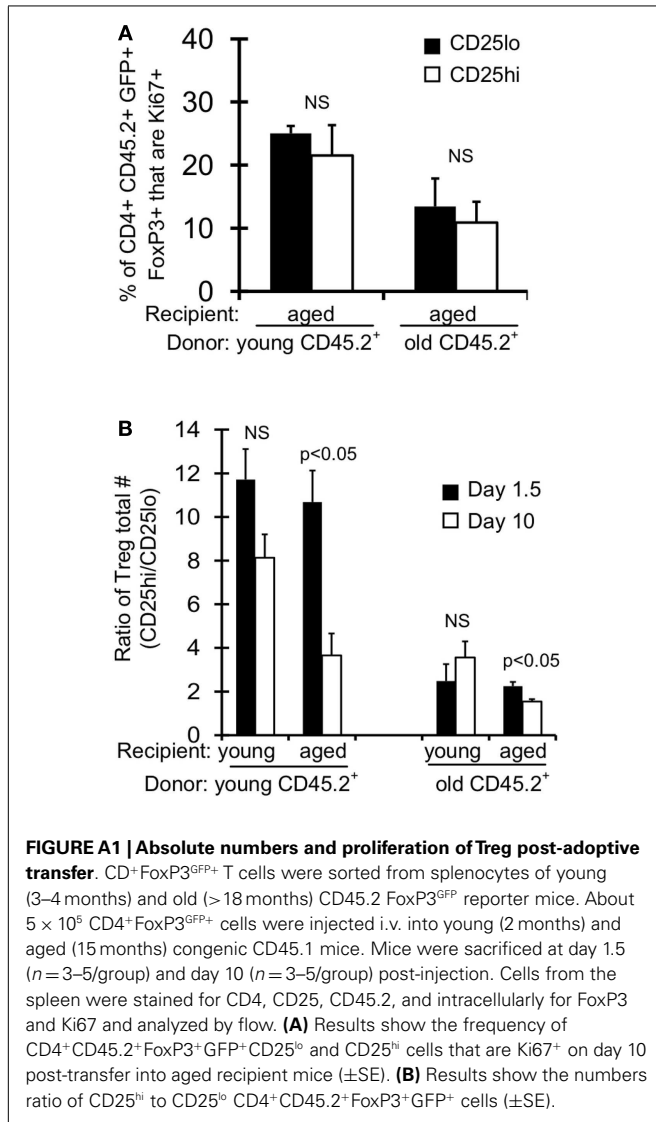 A
CD25lo
CD25hi
% of CD4+ CD45.2+ GFP+
FoxP3+ that are Ki67+
40
30
20
10
0
NS
NS
Recipient: aged aged
Donor: young CD45.2⁺ old CD45.2⁺
B
Day 1.5
Day 10
Ratio of Treg total #
(CD25hi/CD25lo)
14
12
10
8
6
4
2
0
NS
p<0.05
NS
p<0.05
Recipient: young aged young aged
Donor: young CD45.2⁺ old CD45.2⁺
FIGURE A1 | Absolute numbers and proliferation of Treg post-adoptive
transfer. CD⁺FoxP3ᴳᶠᴾ⁺ T cells were sorted from splenocytes of young
(3–4 months) and old (>18 months) CD45.2 FoxP3ᴳᶠᴾ reporter mice. About
5 × 10⁵ CD4⁺FoxP3ᴳᶠᴾ⁺ cells were injected i.v. into young (2 months) and
aged (15 months) congenic CD45.1 mice. Mice were sacrificed at day 1.5
(n = 3–5/group) and day 10 (n = 3–5/group) post-injection. Cells from the
spleen were stained for CD4, CD25, CD45.2, and intracellularly for FoxP3
and Ki67 and analyzed by flow. (A) Results show the frequency of
CD4⁺CD45.2⁺FoxP3⁺GFP⁺CD25ˡᵒ and CD25ʰⁱ cells that are Ki67⁺ on day 10
post-transfer into aged recipient mice (±SE). (B) Results show the numbers
ratio of CD25ʰⁱ to CD25ˡᵒ CD4⁺CD45.2⁺FoxP3⁺GFP⁺ cells (±SE).